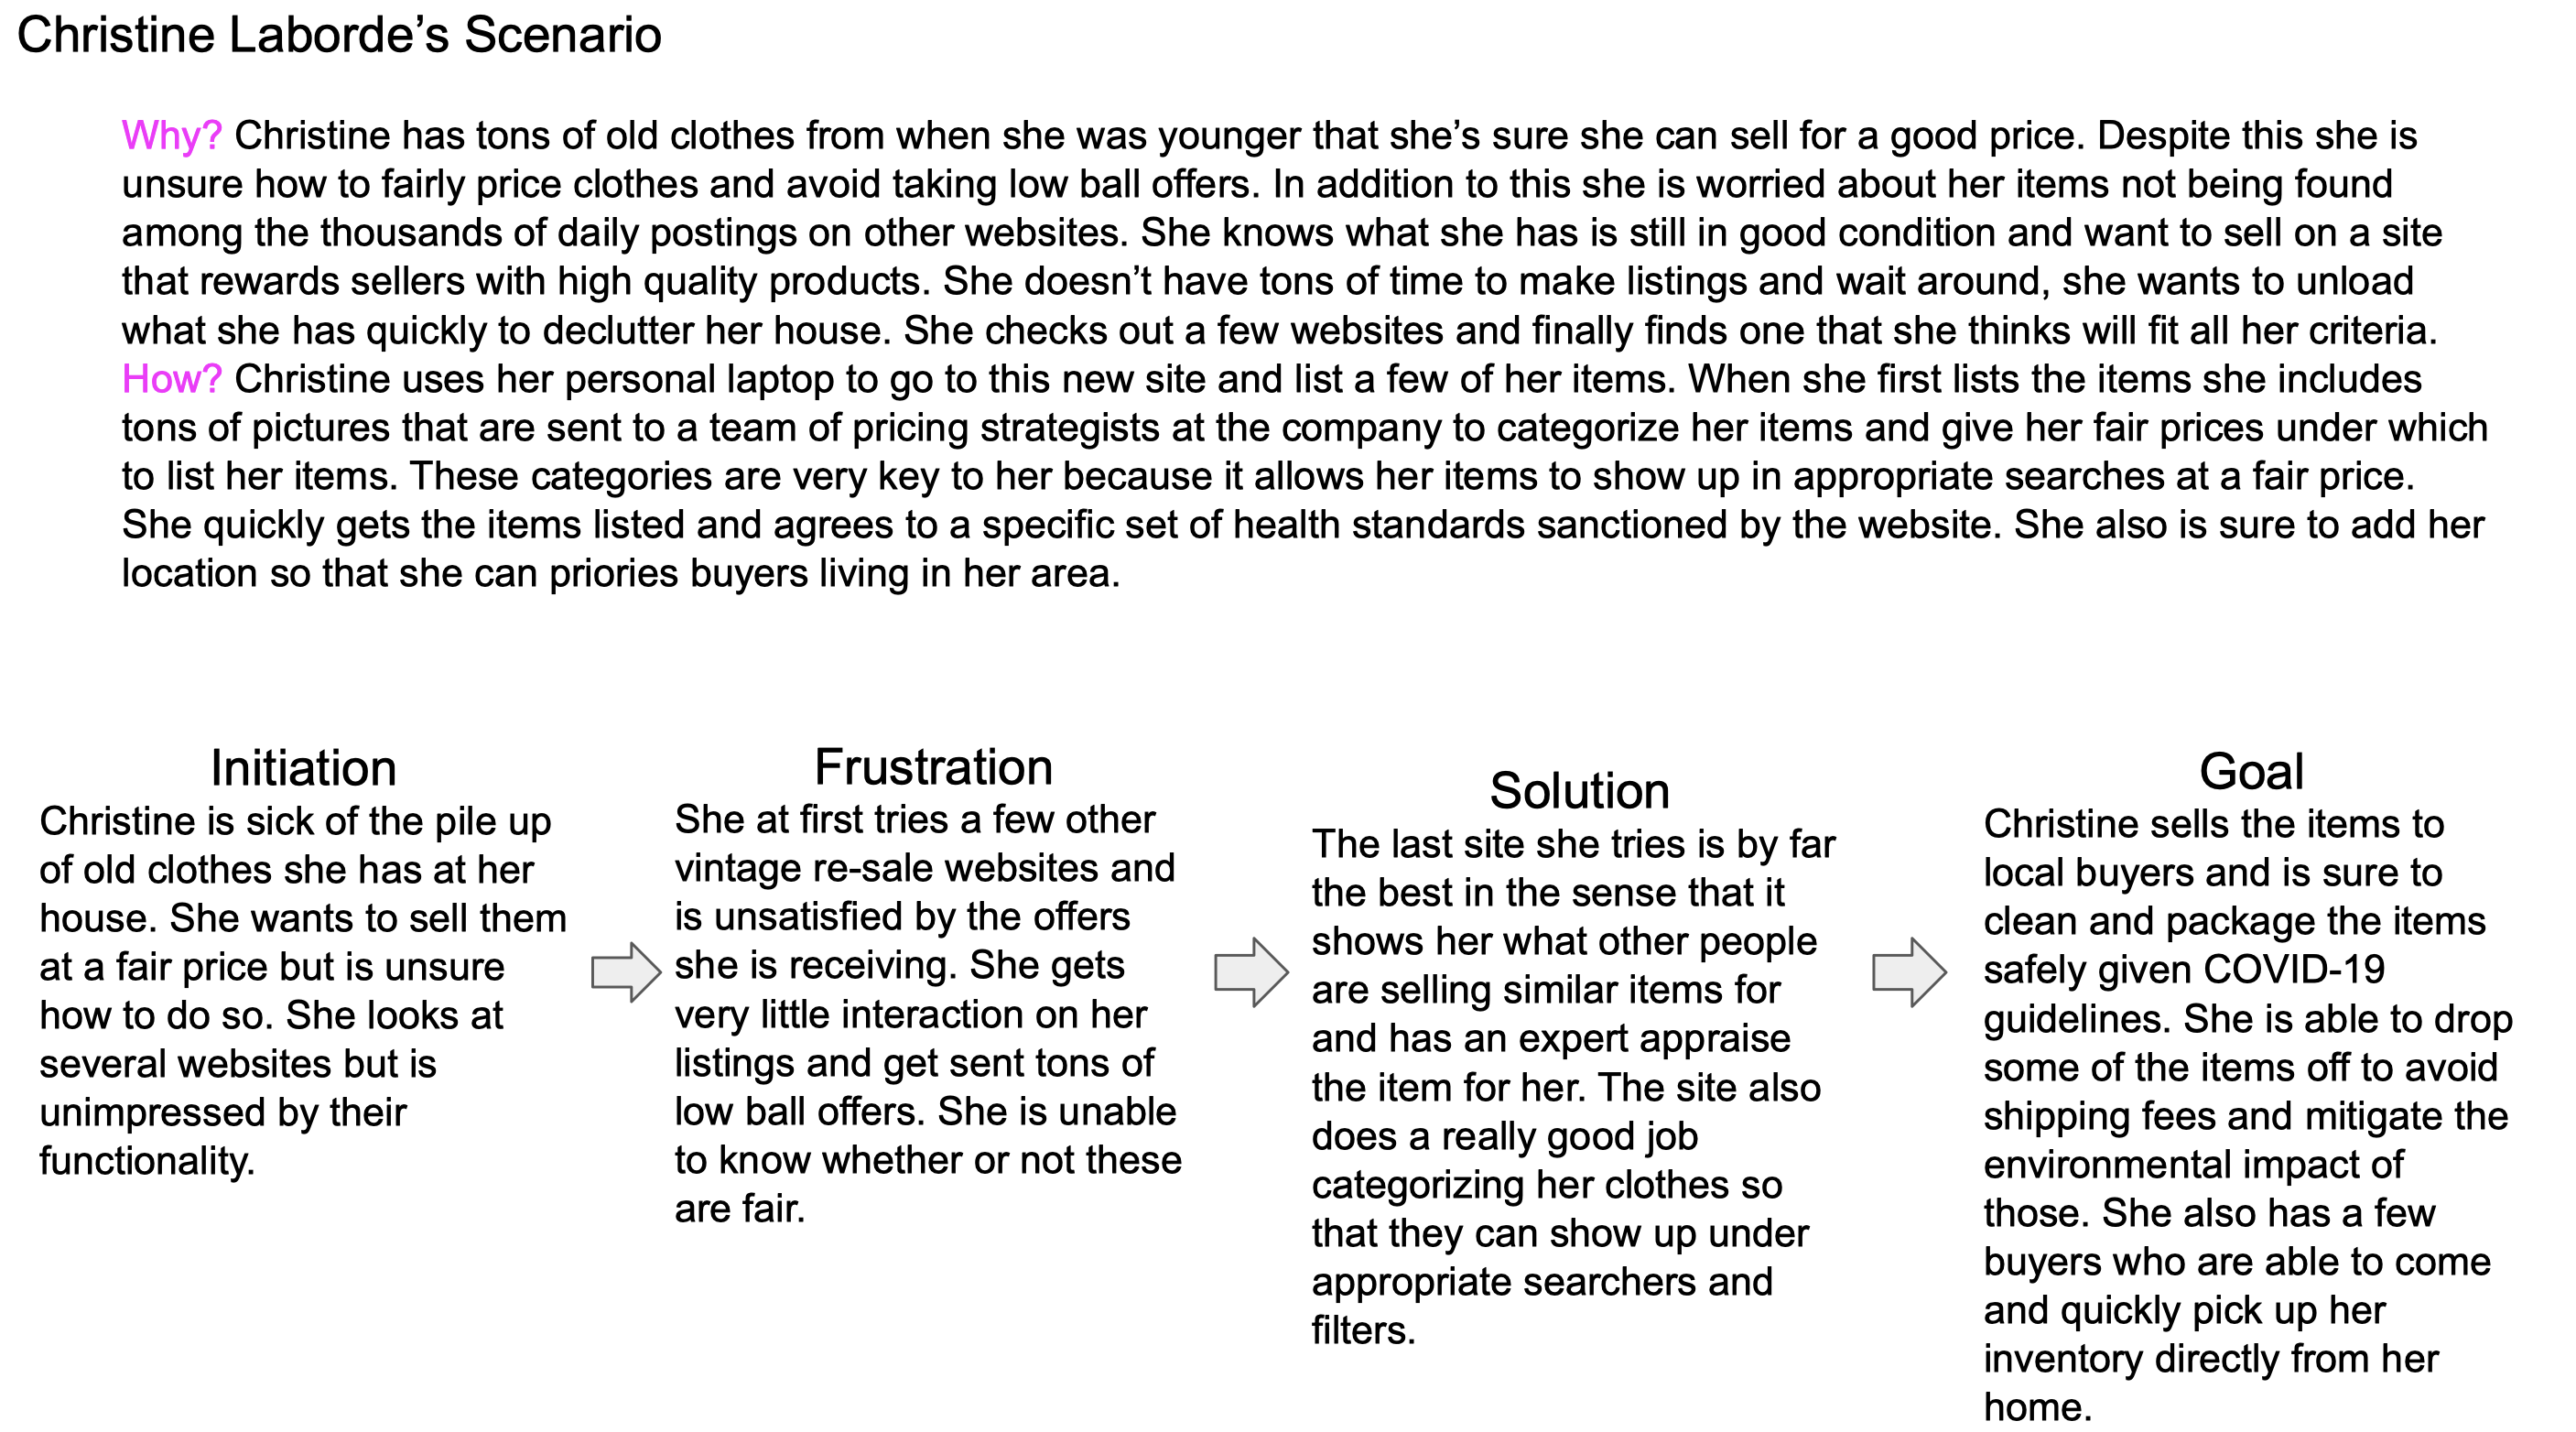 Christine Laborde’s Scenario
Why? Christine has tons of old clothes from when she was younger that she’s sure she can sell for a good price. Despite this she is
unsure how to fairly price clothes and avoid taking low ball offers. In addition to this she is worried about her items not being found
among the thousands of daily postings on other websites. She knows what she has is still in good condition and want to sell on a site
that rewards sellers with high quality products. She doesn’t have tons of time to make listings and wait around, she wants to unload
what she has quickly to declutter her house. She checks out a few websites and finally finds one that she thinks will fit all her criteria.
How? Christine uses her personal laptop to go to this new site and list a few of her items. When she first lists the items she includes
tons of pictures that are sent to a team of pricing strategists at the company to categorize her items and give her fair prices under which
to list her items. These categories are very key to her because it allows her items to show up in appropriate searches at a fair price.
She quickly gets the items listed and agrees to a specific set of health standards sanctioned by the website. She also is sure to add her
location so that she can priories buyers living in her area.
Initiation
Christine is sick of the pile up
of old clothes she has at her
house. She wants to sell them
at a fair price but is unsure
how to do so. She looks at
several websites but is
unimpressed by their
functionality.
Frustration
She at first tries a few other
vintage re-sale websites and
is unsatisfied by the offers
she is receiving. She gets
very little interaction on her
listings and get sent tons of
low ball offers. She is unable
to know whether or not these
are fair.
Solution
The last site she tries is by far
the best in the sense that it
shows her what other people
are selling similar items for
and has an expert appraise
the item for her. The site also
does a really good job
categorizing her clothes so
that they can show up under
appropriate searchers and
filters.
Goal
Christine sells the items to
local buyers and is sure to
clean and package the items
safely given COVID-19
guidelines. She is able to drop
some of the items off to avoid
shipping fees and mitigate the
environmental impact of
those. She also has a few
buyers who are able to come
and quickly pick up her
inventory directly from her
home.